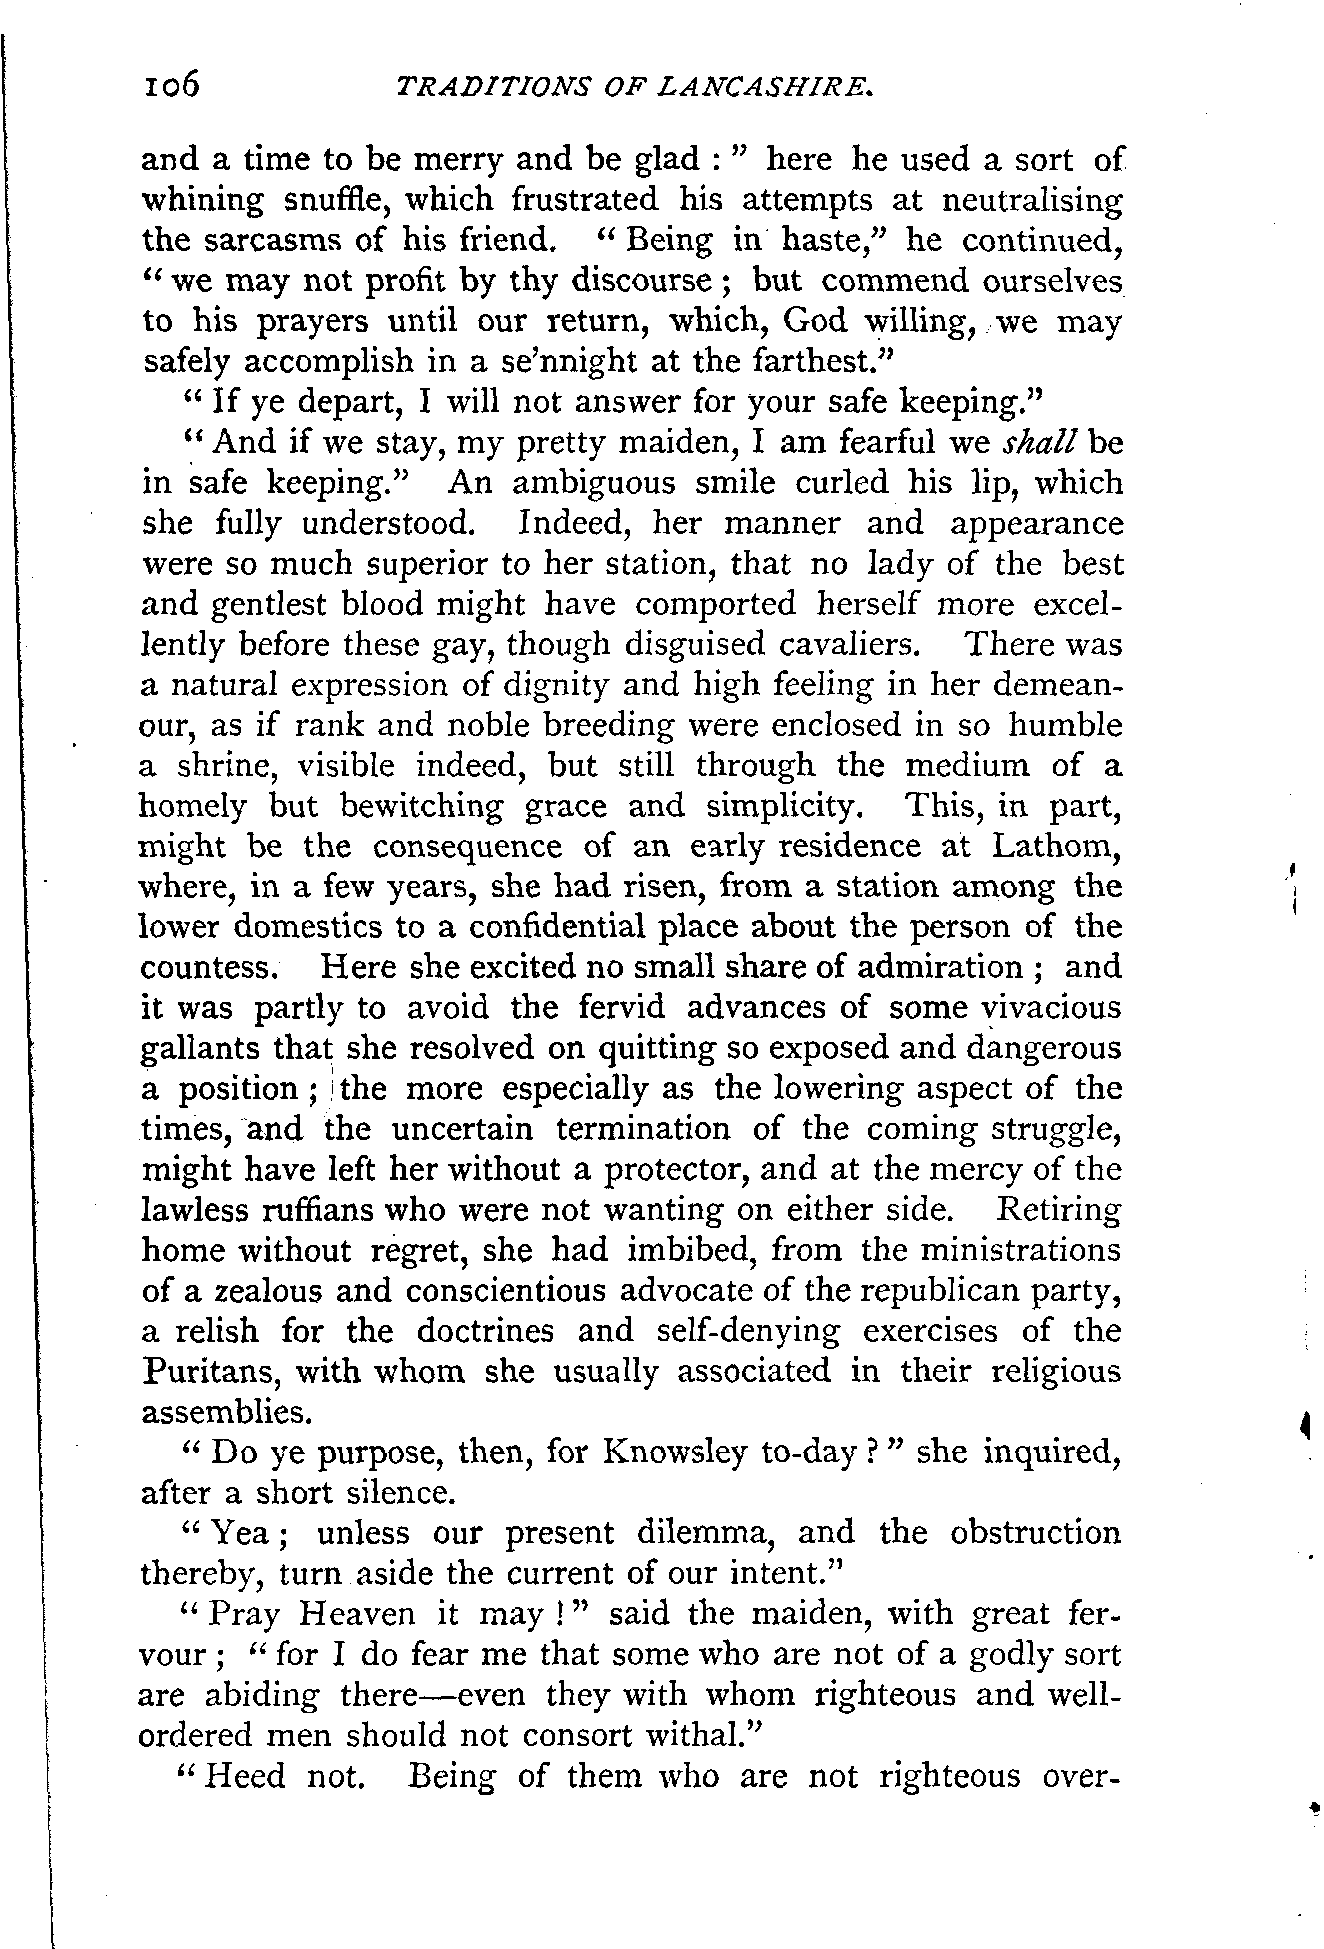 106 TRADITIONS OF LANCASHIRE.
and a time to be merry and be glad : ” here he used a sort of
whining snuffle, which frustrated his attempts at neutralising
the sarcasms of his friend. “ Being in haste,” he continued,
“ we may not profit by thy discourse ; but commend ourselves
to his prayers until our return, which, God willing, we may
safely accomplish in a se’nnight at the farthest.”
“ If ye depart, I will not answer for your safe keeping.”
“ And if we stay, my pretty maiden, I am fearful we shall be
in safe keeping.” An ambiguous smile curled his lip, which
she fully understood. Indeed, her manner and appearance
were so much superior to her station, that no lady of the best
and gentlest blood might have comported herself more excel-
lently before these gay, though disguised cavaliers. There was
a natural expression of dignity and high feeling in her demean-
our, as if rank and noble breeding were enclosed in so humble
a shrine, visible indeed, but still through the medium of a
homely but bewitching grace and simplicity. This, in part,
might be the consequence of an early residence at Lathom,
where, in a few years, she had risen, from a station among the
lower domestics to a confidential place about the person of the
countess. Here she excited no small share of admiration ; and
it was partly to avoid the fervid advances of some vivacious
gallants that she resolved on quitting so exposed and dangerous
a position ; the more especially as the lowering aspect of the
times, and the uncertain termination of the coming struggle,
might have left her without a protector, and at the mercy of the
lawless ruffians who were not wanting on either side. Retiring
home without regret, she had imbibed, from the ministrations
of a zealous and conscientious advocate of the republican party,
a relish for the doctrines and self-denying exercises of the
Puritans, with whom she usually associated in their religious
assemblies.
“ Do ye purpose, then, for Knowsley to-day ? ” she inquired,
after a short silence.
“ Yea ; unless our present dilemma, and the obstruction
thereby, turn aside the current of our intent.”
“ Pray Heaven it may ! ” said the maiden, with great fer-
vour ; “ for I do fear me that some who are not of a godly sort
are abiding there—even they with whom righteous and well-
ordered men should not consort withal.”
“ Heed not. Being of them who are not righteous over-